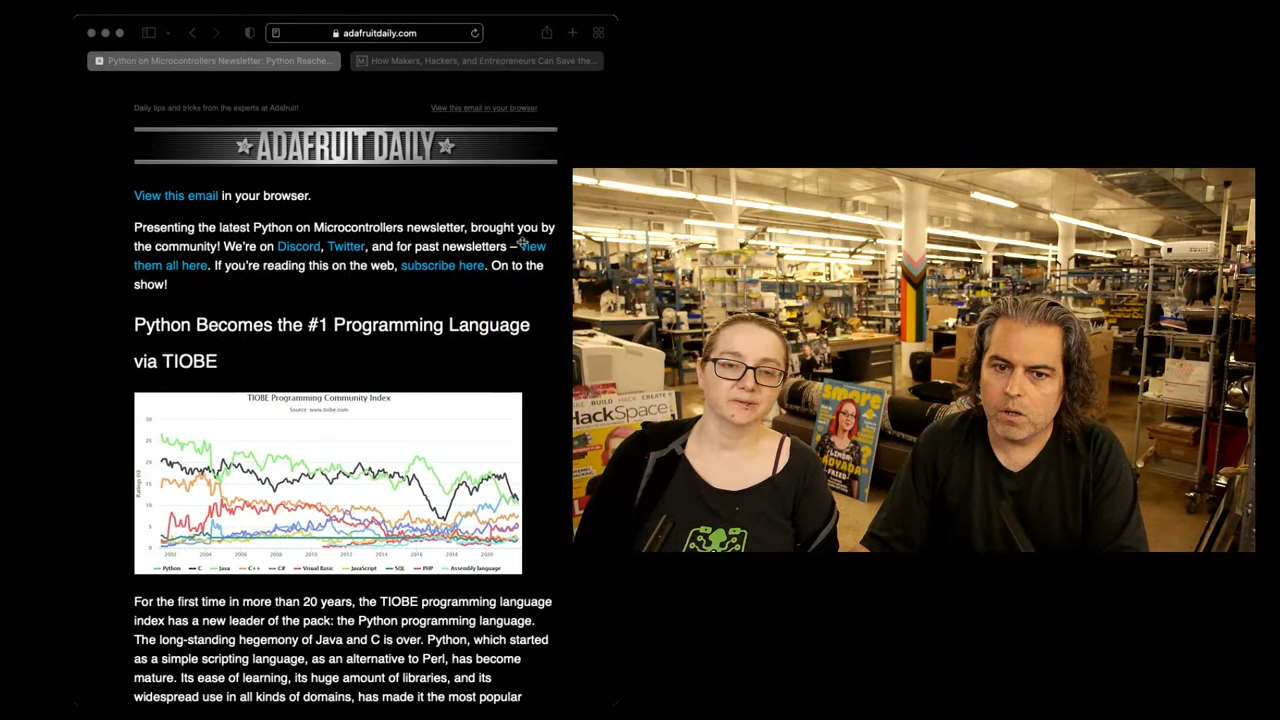 adafruitdaily.com
Python on Microcontrollers Newsletter: Python Reache...
How Makers, Hackers, and Entrepreneurs Can Save the...
Daily tips and tricks from the experts at Adafruit!
View this email in your browser
ADAFRUIT DAILY
View this email in your browser.
Presenting the latest Python on Microcontrollers newsletter, brought you by
the community! We're on Discord, Twitter, and for past newsletters – view
them all here. If you're reading this on the web, subscribe here. On to the
show!
Python Becomes the #1 Programming Language
via TIOBE
TIOBE Programming Community Index
Source: www.tiobe.com
Ratings (%)
30
25
20
15
10
5
0
2002 2004 2006 2008 2010 2012 2014 2016 2018 2020
Python C Java C++ C# Visual Basic JavaScript SQL PHP Assembly language
For the first time in more than 20 years, the TIOBE programming language
index has a new leader of the pack: the Python programming language.
The long-standing hegemony of Java and C is over. Python, which started
as a simple scripting language, as an alternative to Perl, has become
mature. Its ease of learning, its huge amount of libraries, and its
widespread use in all kinds of domains, has made it the most popular
BUILD HACK CREATE
HackSpace
smore